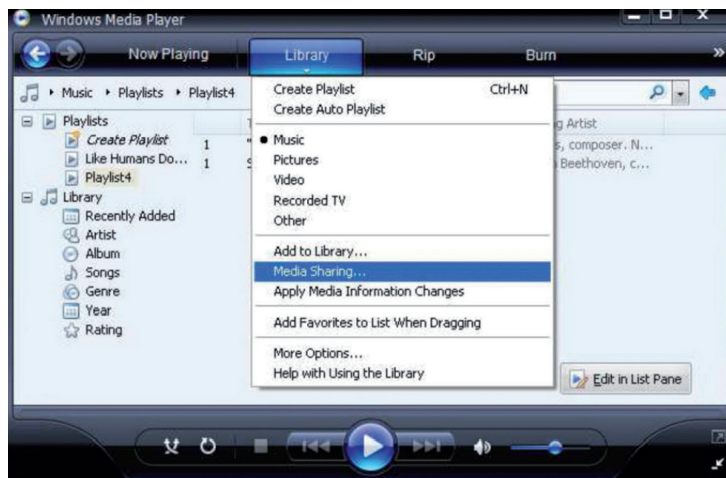 Windows Media Player
Now Playing Library Rip Burn »
Music ▸ Playlists ▸ Playlist4
Playlists
Create Playlist
Like Humans Do... 1
Playlist4
Library
Recently Added
Artist
Album
Songs
Genre
Year
Rating
1
Create Playlist Ctrl+N
Create Auto Playlist
Music
Pictures
Video
Recorded TV
Other
Add to Library...
Media Sharing...
Apply Media Information Changes
Add Favorites to List When Dragging
More Options...
Help with Using the Library
Artist
composer. N...
Beethoven, c...
Edit in List Pane